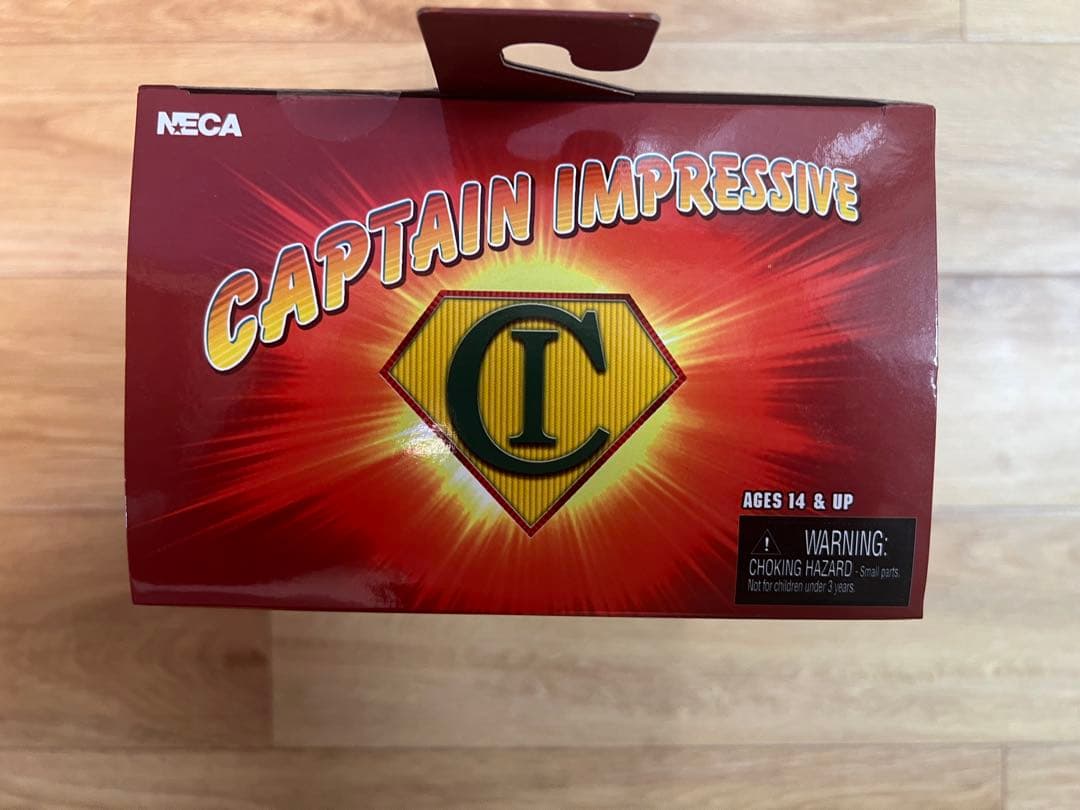 NECA
CAPTAIN IMPRESSIVE
CI
AGES 14 & UP
! WARNING:
CHOKING HAZARD - Small parts.
Not for children under 3 years.